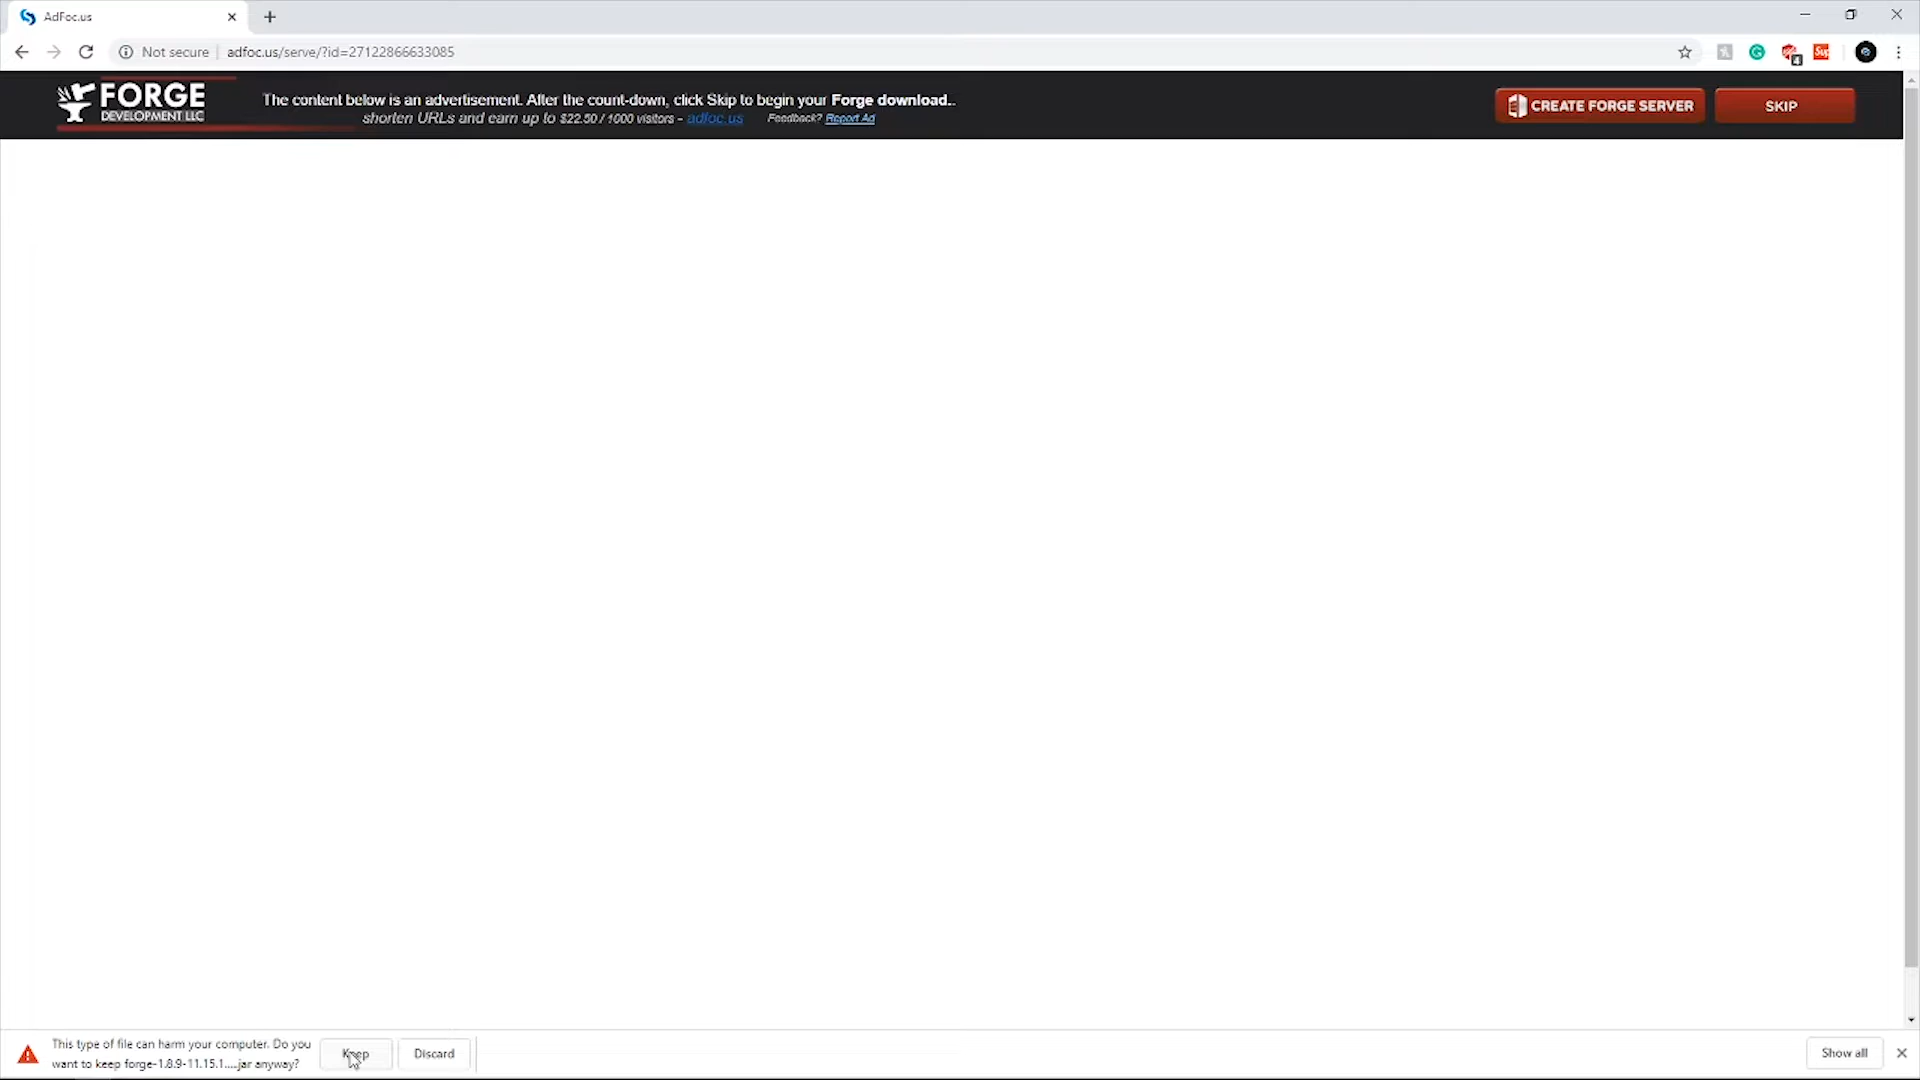 AdFoc.us
Not secure
adfoc.us/serve/?id=27122866633085
Sup
4
FORGE
DEVELOPMENT LLC
The content below is an advertisement. After the count-down, click Skip to begin your Forge download..
shorten URLs and earn up to $22.50 / 1000 visitors - adfoc.us Feedback? Report Ad
CREATE FORGE SERVER
SKIP
This type of file can harm your computer. Do you
want to keep forge-1.8.9-11.15.1....jar anyway?
Keep
Discard
Show all